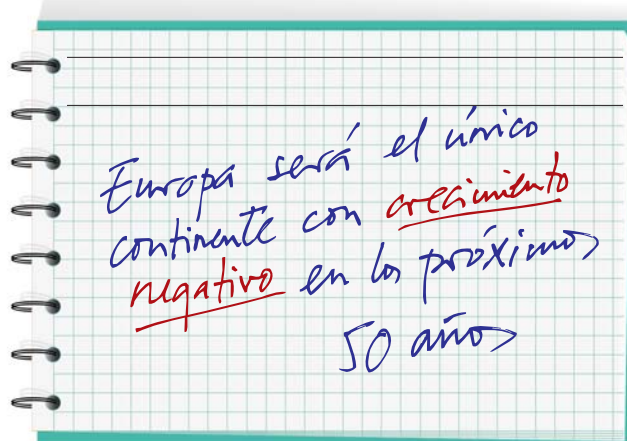 Europa será el único
continente con crecimiento
negativo en los próximos
50 años